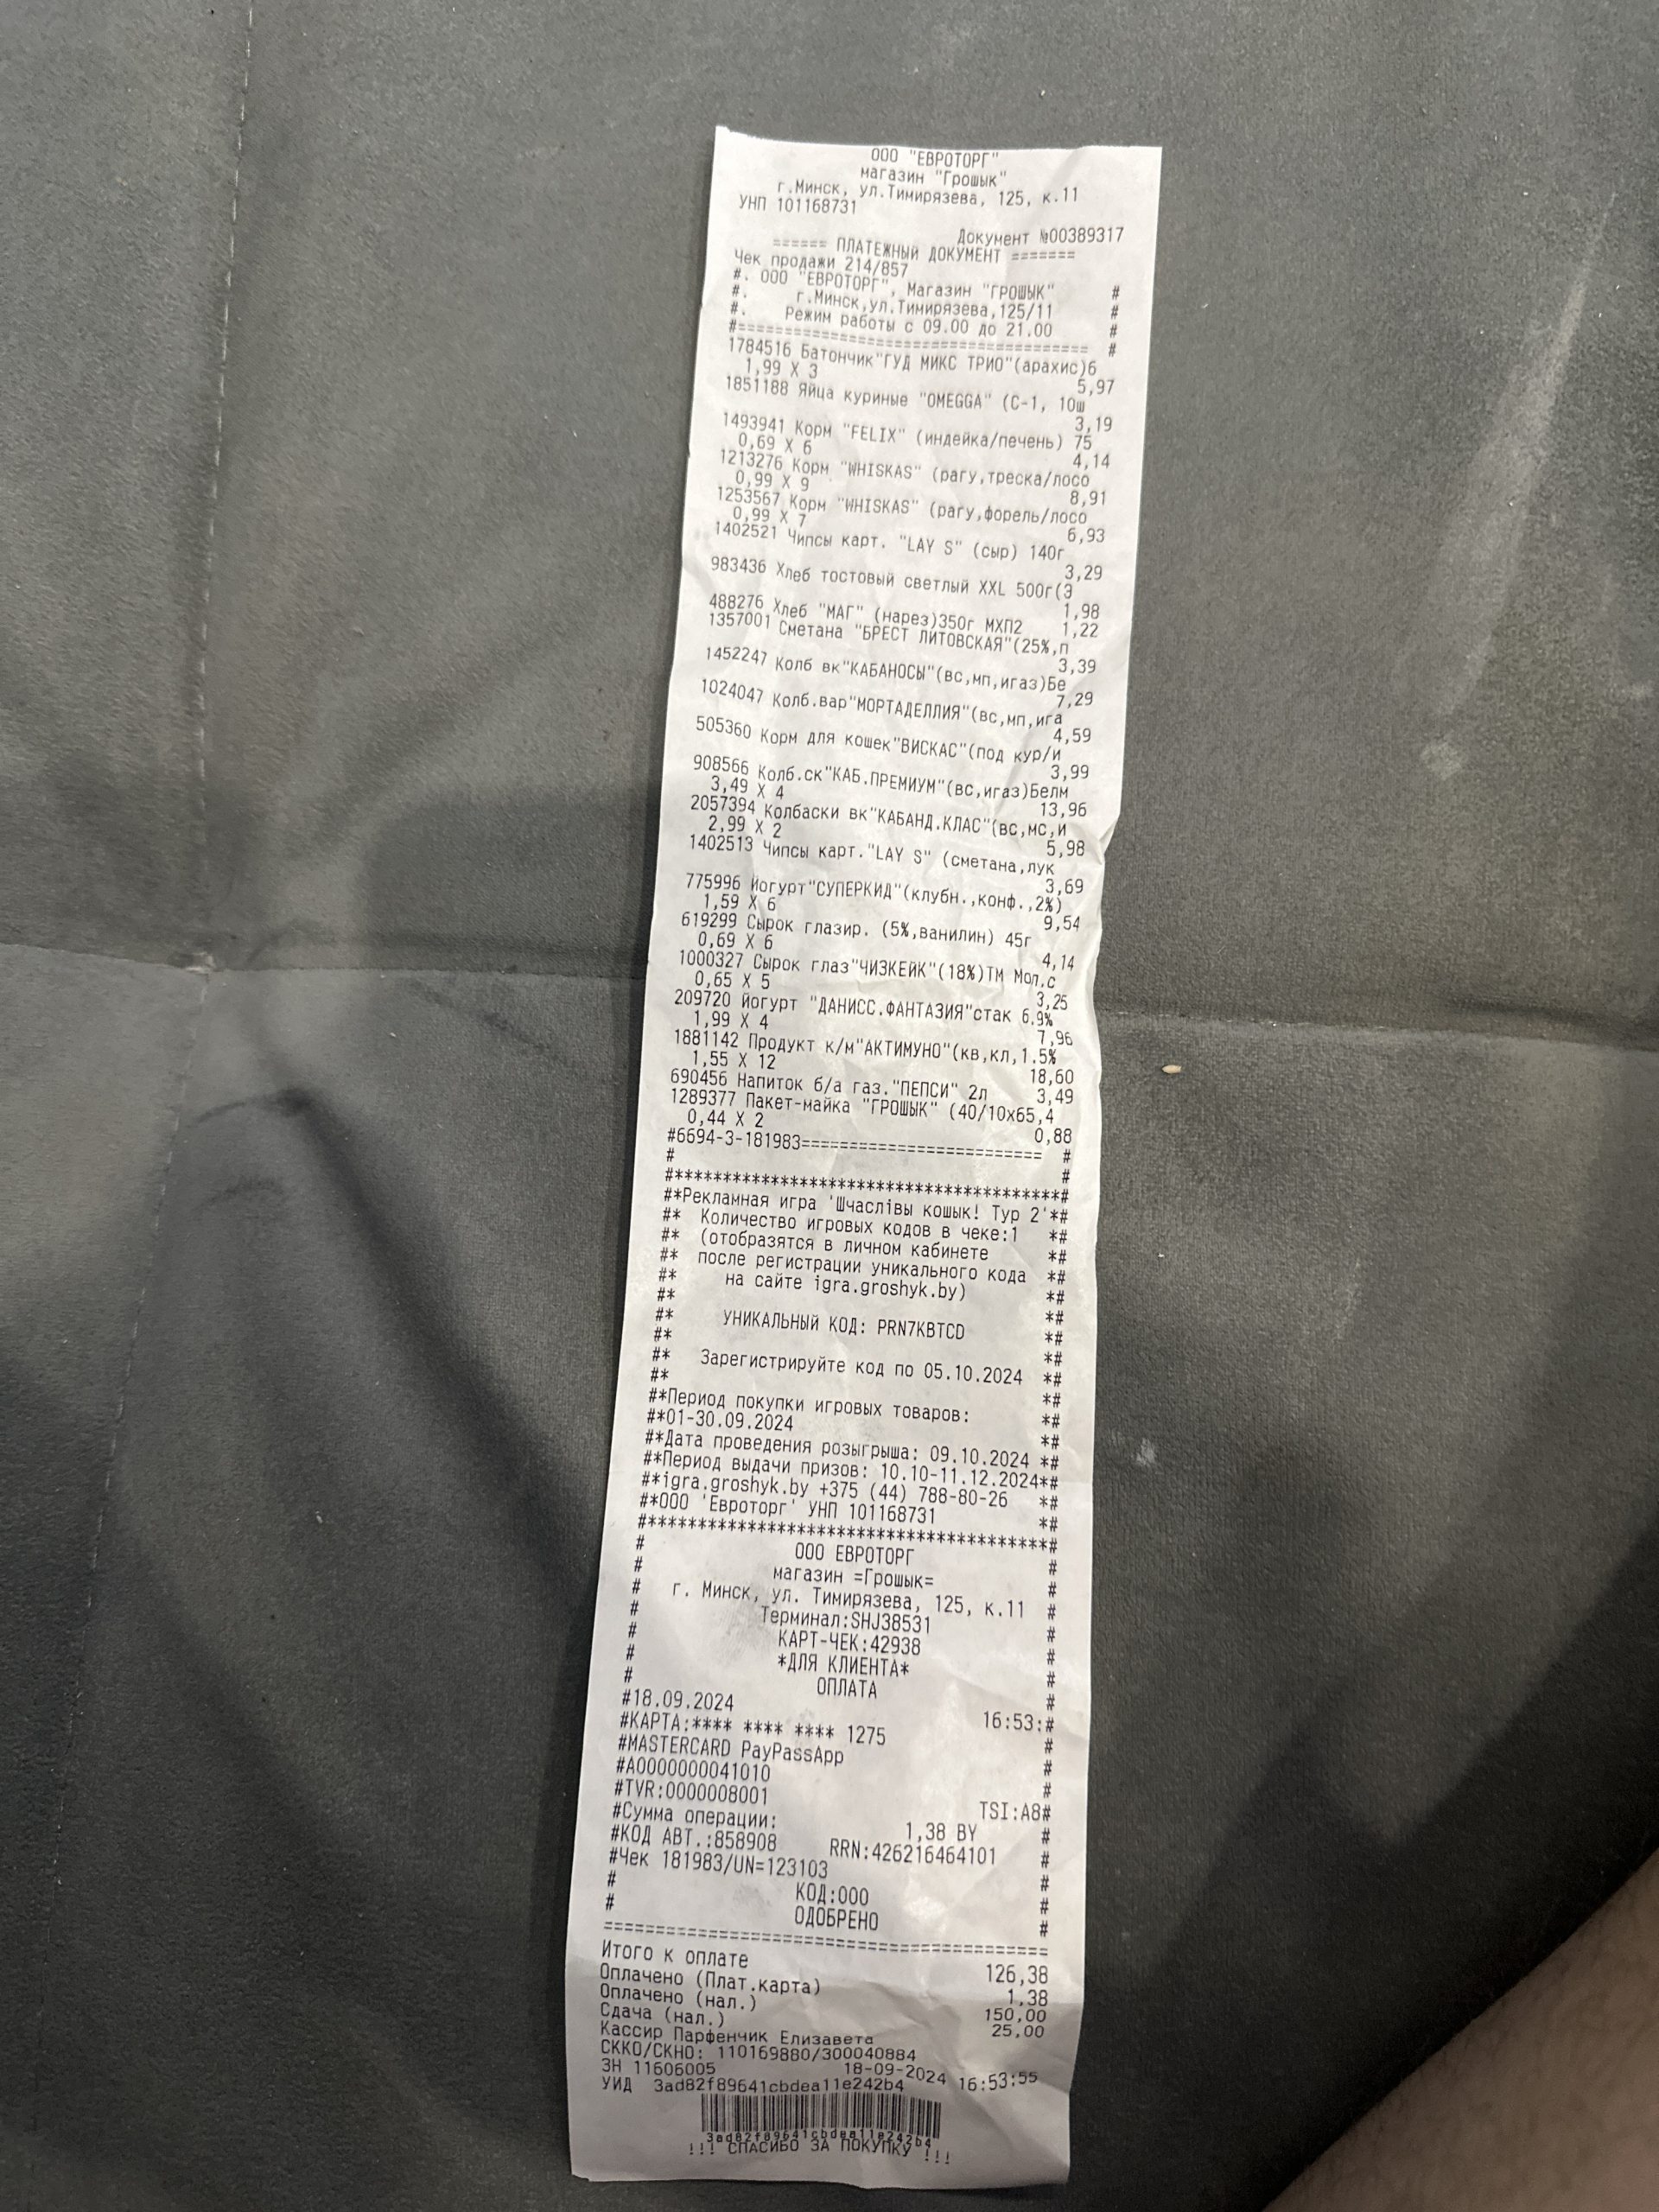 ООО "ЕВРОТОРГ"
магазин "Грошык"
г.Минск, ул.Тимирязева, 125, к.11
УНП 101168731
Документ №00389317
====== ПЛАТЕЖНЫЙ ДОКУМЕНТ =======
Чек продажи 214/857
#. ООО "ЕВРОТОРГ", Магазин "ГРОШЫК" #
#. г.Минск,ул.Тимирязева,125/11 #
#. Режим работы с 09.00 до 21.00 #
#=================================== #
1784516 Батончик"ГУД МИКС ТРИО"(арахис)6
1,99 X 3 5,97
1851188 Яйца куриные "OMEGGA" (С-1, 10ш
3,19
1493941 Корм "FELIX" (индейка/печень) 75
0,69 X 6 4,14
1213276 Корм "WHISKAS" (рагу,треска/лосо
0,99 X 9 8,91
1253567 Корм "WHISKAS" (рагу,форель/лосо
0,99 X 7 6,93
1402521 Чипсы карт. "LAY S" (сыр) 140г
3,29
983436 Хлеб тостовый светлый XXL 500г(3
1,98
488276 Хлеб "МАГ" (нарез)350г МХП2 1,22
1357001 Сметана "БРЕСТ ЛИТОВСКАЯ"(25%,п
3,39
1452247 Колб вк"КАБАНОСЫ"(вс,мп,игаз)Бе
7,29
1024047 Колб.вар"МОРТАДЕЛЛИЯ"(вс,мп,ига
4,59
505360 Корм для кошек"ВИСКАС"(под кур/и
3,99
908566 Колб.ск"КАБ.ПРЕМИУМ"(вс,игаз)Белм
3,49 X 4 13,96
2057394 Колбаски вк"КАБАНД.КЛАС"(вс,мс,и
2,99 X 2 5,98
1402513 Чипсы карт."LAY S" (сметана,лук
3,69
775996 Йогурт"СУПЕРКИД"(клубн.,конф.,2%)
1,59 X 6 9,54
619299 Сырок глазир. (5%,ванилин) 45г
0,69 X 6 4,14
1000327 Сырок глаз"ЧИЗКЕЙК"(18%)ТМ Мол.с
0,65 X 5 3,25
209720 Йогурт "ДАНИСС.ФАНТАЗИЯ"стак 6.9%
1,99 X 4 7,96
1881142 Продукт к/м"АКТИМУНО"(кв,кл,1.5%
1,55 X 12 18,60
690456 Напиток б/а газ."ПЕПСИ" 2л 3,49
1289377 Пакет-майка "ГРОШЫК" (40/10x65,4
0,44 X 2 0,88
#6694-3-181983========================= #
# #
#***************************************#
#*Рекламная игра 'Шчаслiвы кошык! Тур 2'*#
#* Количество игровых кодов в чеке:1 *#
#* (отобразятся в личном кабинете *#
#* после регистрации уникального кода *#
#* на сайте igra.groshyk.by) *#
#* *#
#* УНИКАЛЬНЫЙ КОД: PRN7KBTCD *#
#* *#
#* Зарегистрируйте код по 05.10.2024 *#
#* *#
#*Период покупки игровых товаров: *#
#*01-30.09.2024 *#
#*Дата проведения розыгрыша: 09.10.2024 *#
#*Период выдачи призов: 10.10-11.12.2024*#
#*igra.groshyk.by +375 (44) 788-80-26 *#
#*ООО 'Евроторг' УНП 101168731 *#
#***************************************#
# ООО ЕВРОТОРГ #
# магазин =Грошык= #
# г. Минск, ул. Тимирязева, 125, к.11 #
# Терминал:SHJ38531 #
# КАРТ-ЧЕК:42938 #
# *ДЛЯ КЛИЕНТА* #
# ОПЛАТА #
#18.09.2024 16:53:#
#КАРТА:**** **** **** 1275 #
#MASTERCARD PayPassApp #
#A0000000041010 #
#TVR:0000008001 TSI:A8#
#Сумма операции: 1,38 BY #
#КОД АВТ.:858908 RRN:426216464101 #
#Чек 181983/UN=123103 #
# КОД:000 #
# ОДОБРЕНО #
========================================
Итого к оплате 126,38
Оплачено (Плат.карта) 1,38
Оплачено (нал.) 150,00
Сдача (нал.) 25,00
Кассир Парфенчик Елизавета
СККО/СКНО: 110169880/300040884
ЗН 11606005 18-09-2024 16:53:55
УИД 3ad82f89641cbdea11e242b4
3ad82f89641cbdea11e242b4
!!! СПАСИБО ЗА ПОКУПКУ !!!